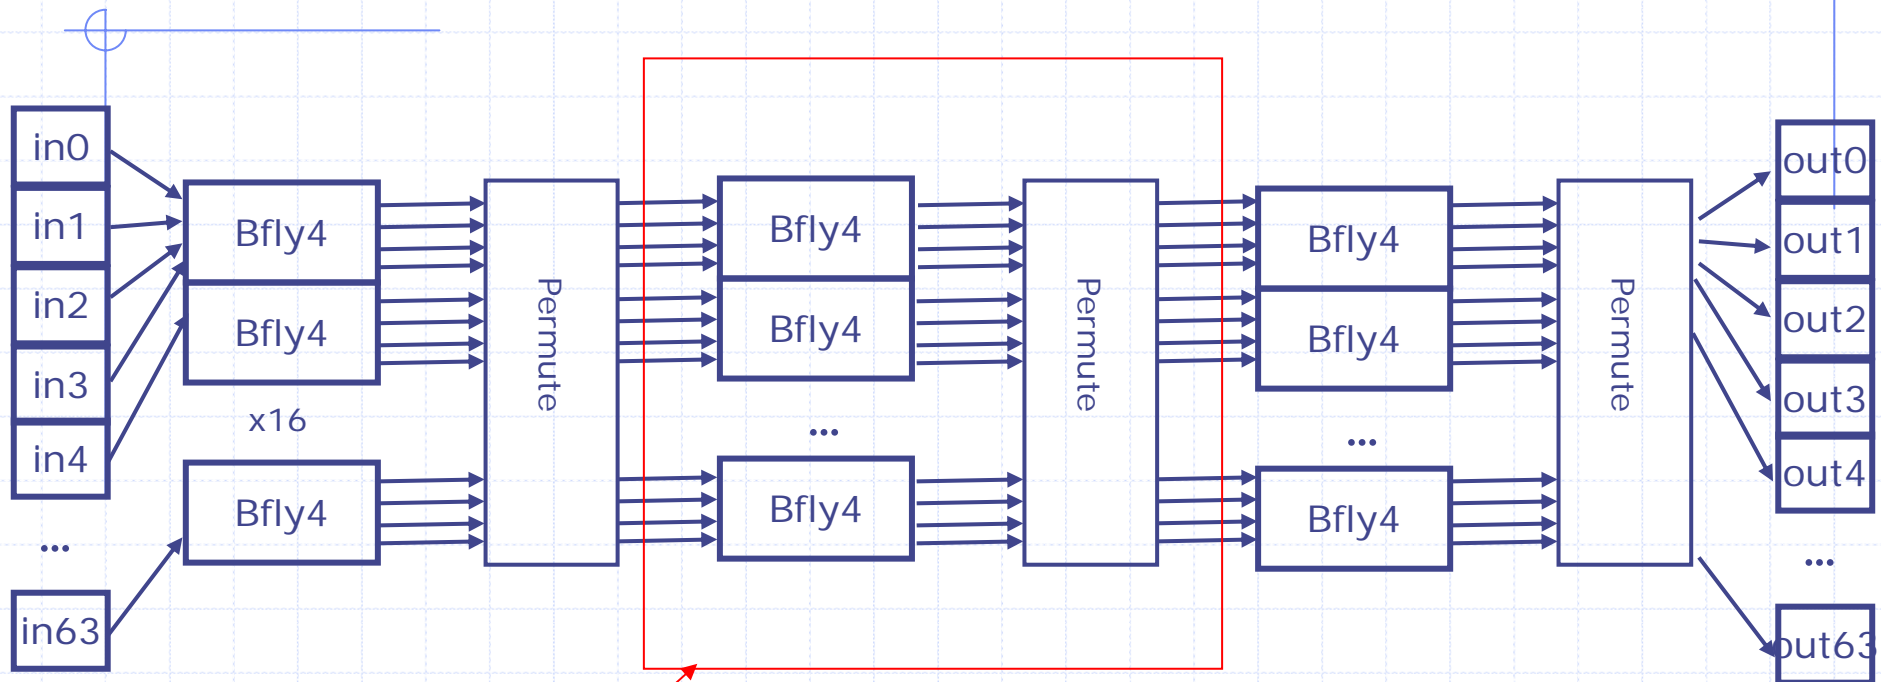 in0
in1
in2
in3
in4
...
in63
Bfly4
Bfly4
x16
Bfly4
Permute
Bfly4
Bfly4
...
Bfly4
Permute
Bfly4
Bfly4
...
Bfly4
Permute
out0
out1
out2
out3
out4
...
out63